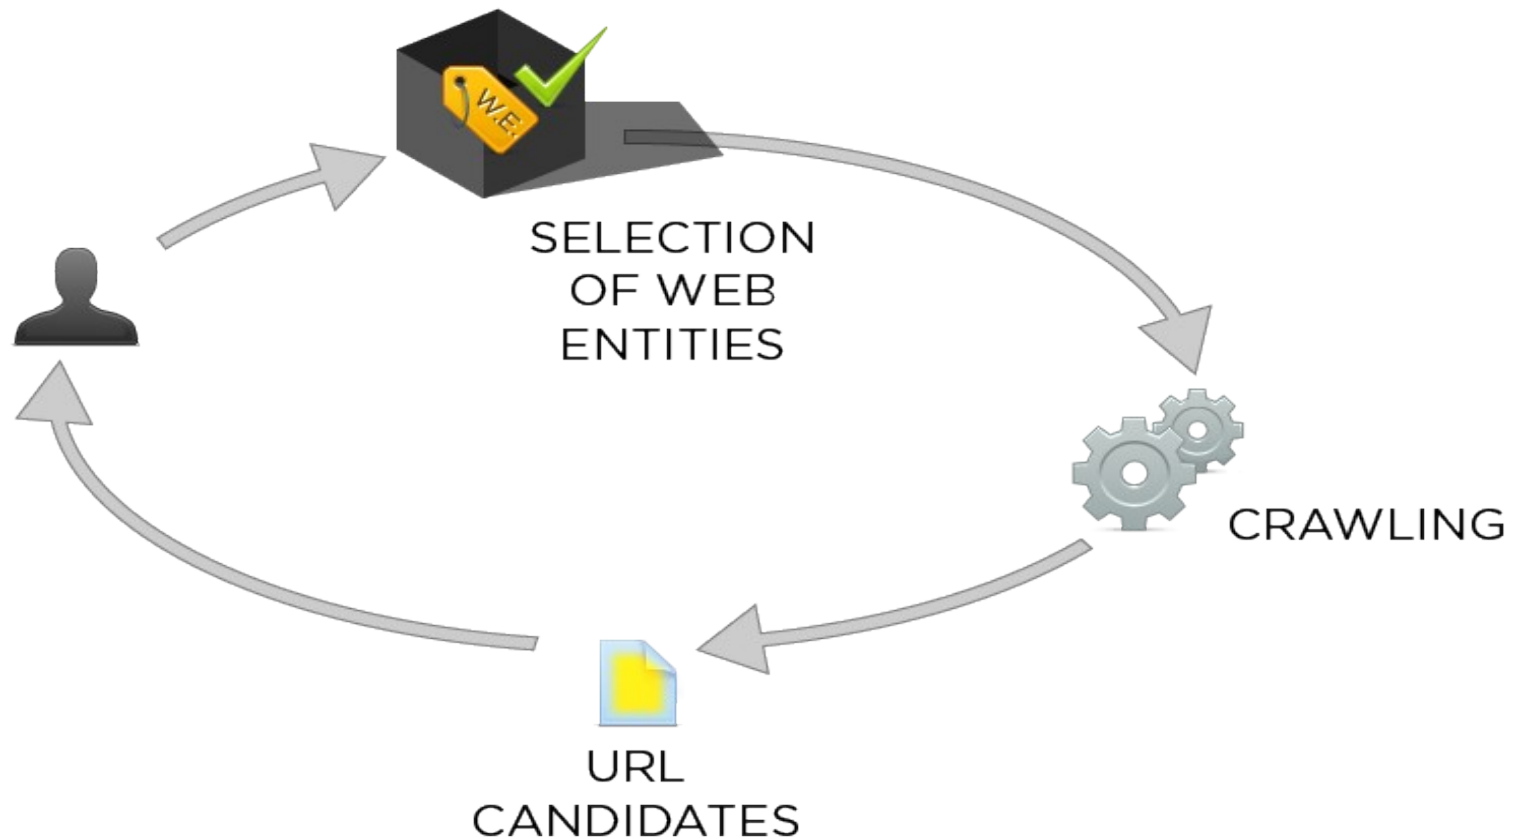 W.E.
SELECTION
OF WEB
ENTITIES
CRAWLING
URL
CANDIDATES